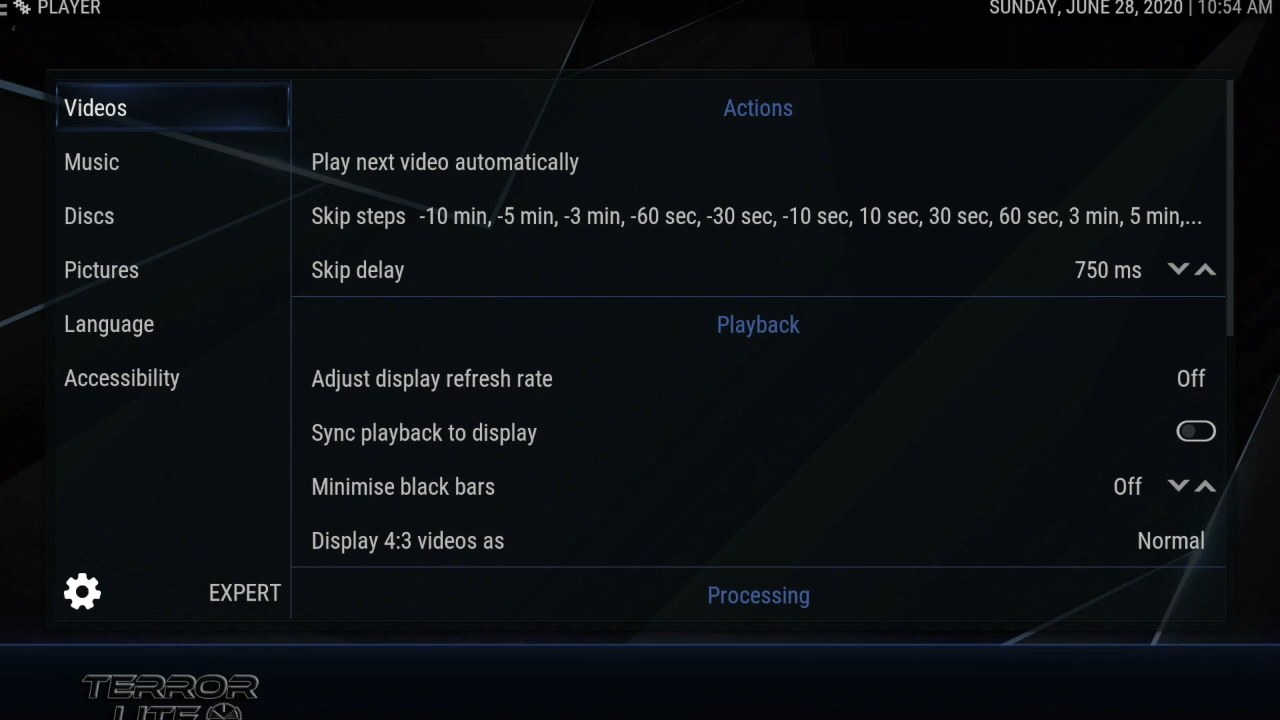 PLAYER
SUNDAY, JUNE 28, 2020 | 10:54 AM
Videos
Music
Discs
Pictures
Language
Accessibility
EXPERT
Actions
Play next video automatically
Skip steps -10 min, -5 min, -3 min, -60 sec, -30 sec, -10 sec, 10 sec, 30 sec, 60 sec, 3 min, 5 min,...
Skip delay 750 ms
Playback
Adjust display refresh rate Off
Sync playback to display
Minimise black bars Off
Display 4:3 videos as Normal
Processing
TERROR
LITE